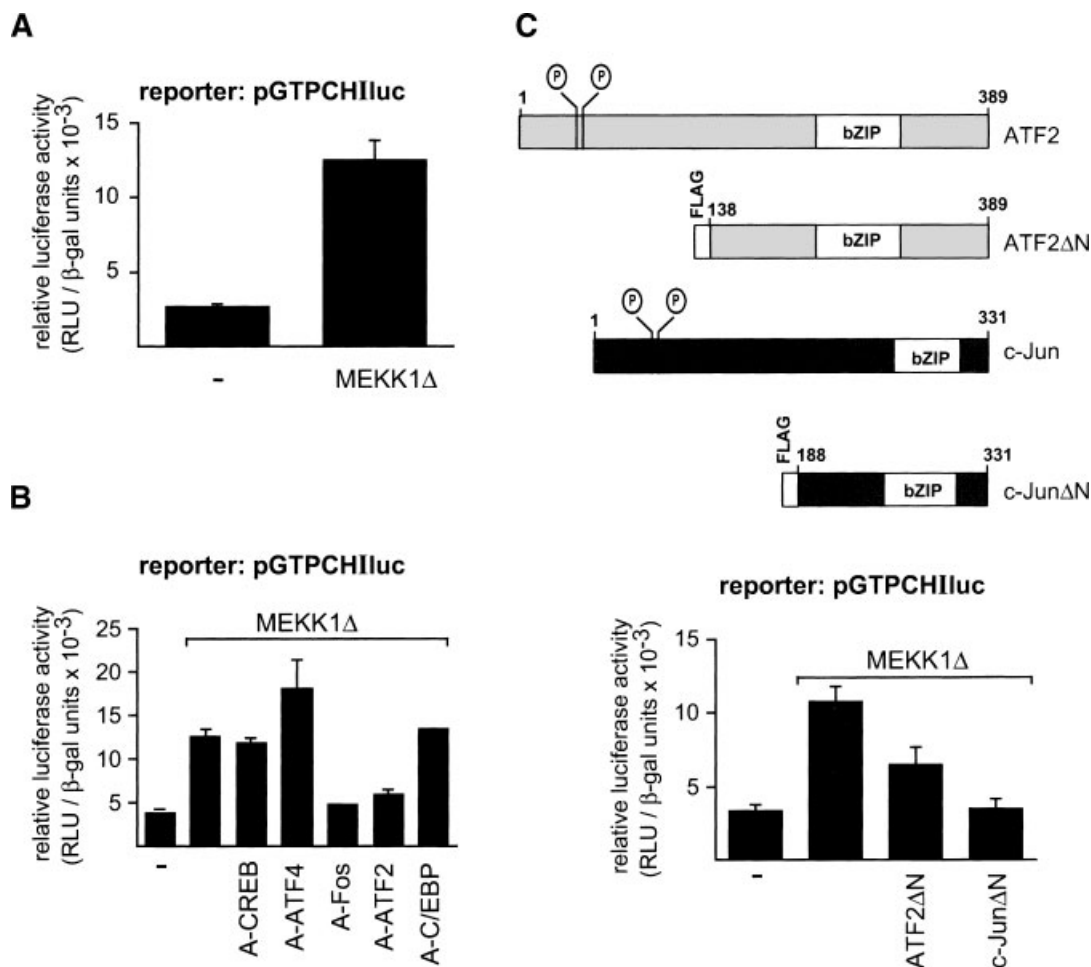 A
reporter: pGTPCHIluc
relative luciferase activity
(RLU / β-gal units x 10-3)
15
10
5
-
MEKK1Δ
B
reporter: pGTPCHIluc
relative luciferase activity
(RLU / β-gal units x 10-3)
25
20
15
10
5
MEKK1Δ
-
A-CREB
A-ATF4
A-Fos
A-ATF2
A-C/EBP
C
P P
1 389
bZIP
ATF2
FLAG
138 389
bZIP
ATF2ΔN
P P
1 331
bZIP
c-Jun
FLAG
188 331
bZIP
c-JunΔN
reporter: pGTPCHIluc
relative luciferase activity
(RLU / β-gal units x 10-3)
15
10
5
MEKK1Δ
-
ATF2ΔN
c-JunΔN